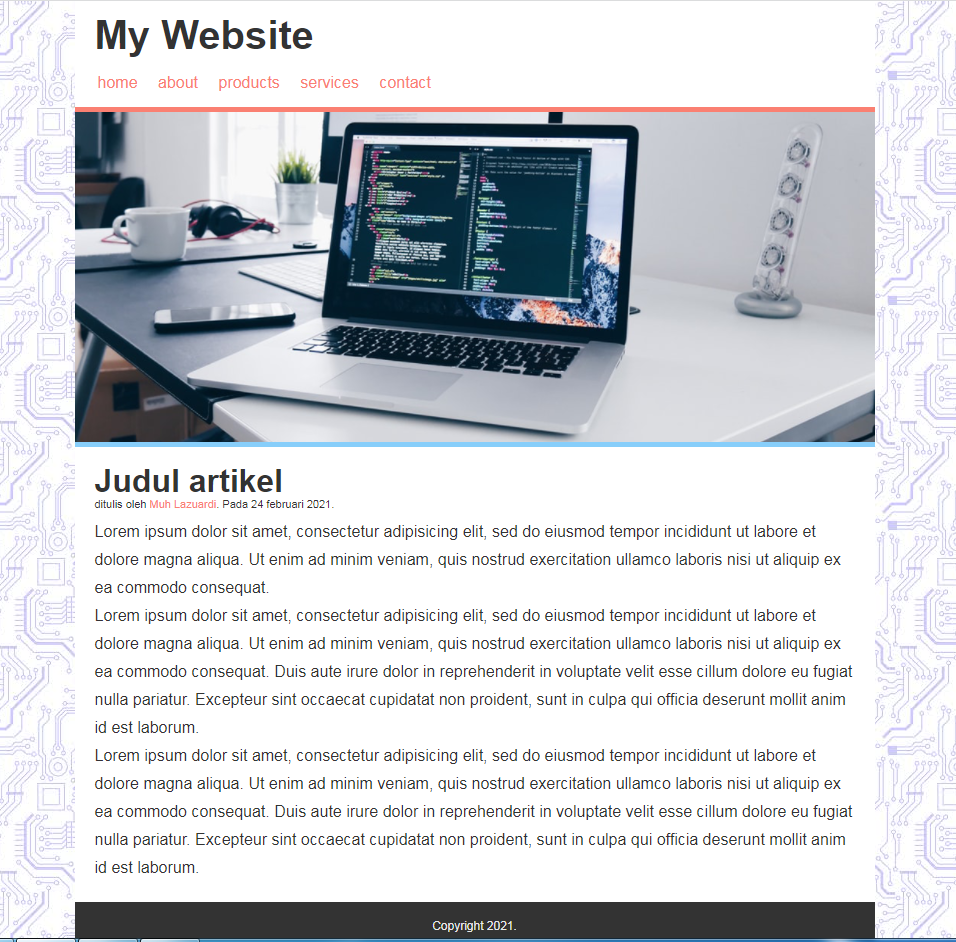 My Website
home about products services contact
Judul artikel
ditulis oleh Muh Lazuardi. Pada 24 februari 2021.
Lorem ipsum dolor sit amet, consectetur adipisicing elit, sed do eiusmod tempor incididunt ut labore et
dolore magna aliqua. Ut enim ad minim veniam, quis nostrud exercitation ullamco laboris nisi ut aliquip ex
ea commodo consequat.
Lorem ipsum dolor sit amet, consectetur adipisicing elit, sed do eiusmod tempor incididunt ut labore et
dolore magna aliqua. Ut enim ad minim veniam, quis nostrud exercitation ullamco laboris nisi ut aliquip ex
ea commodo consequat. Duis aute irure dolor in reprehenderit in voluptate velit esse cillum dolore eu fugiat
nulla pariatur. Excepteur sint occaecat cupidatat non proident, sunt in culpa qui officia deserunt mollit anim
id est laborum.
Lorem ipsum dolor sit amet, consectetur adipisicing elit, sed do eiusmod tempor incididunt ut labore et
dolore magna aliqua. Ut enim ad minim veniam, quis nostrud exercitation ullamco laboris nisi ut aliquip ex
ea commodo consequat. Duis aute irure dolor in reprehenderit in voluptate velit esse cillum dolore eu fugiat
nulla pariatur. Excepteur sint occaecat cupidatat non proident, sunt in culpa qui officia deserunt mollit anim
id est laborum.
Copyright 2021.